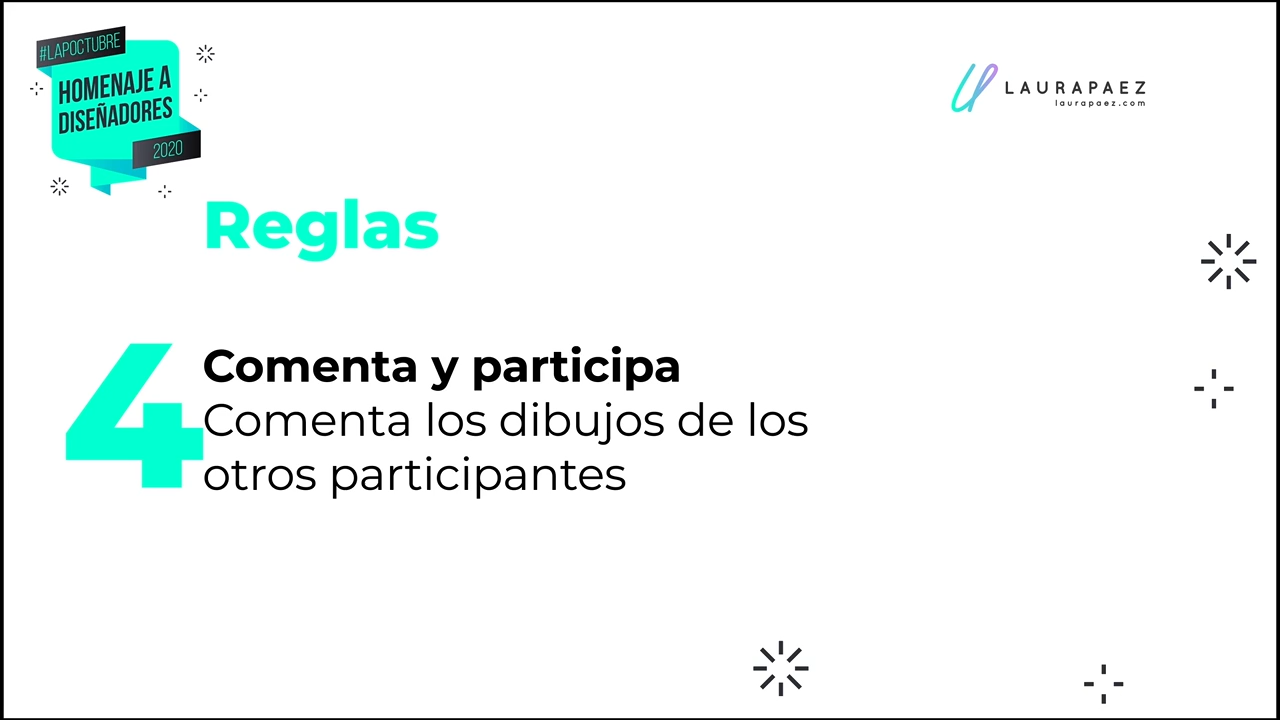 #LAPOCTUBRE
HOMENAJE A
DISEÑADORES
2020
LAURAPAEZ
laurapaez.com
Reglas
4
Comenta y participa
Comenta los dibujos de los
otros participantes